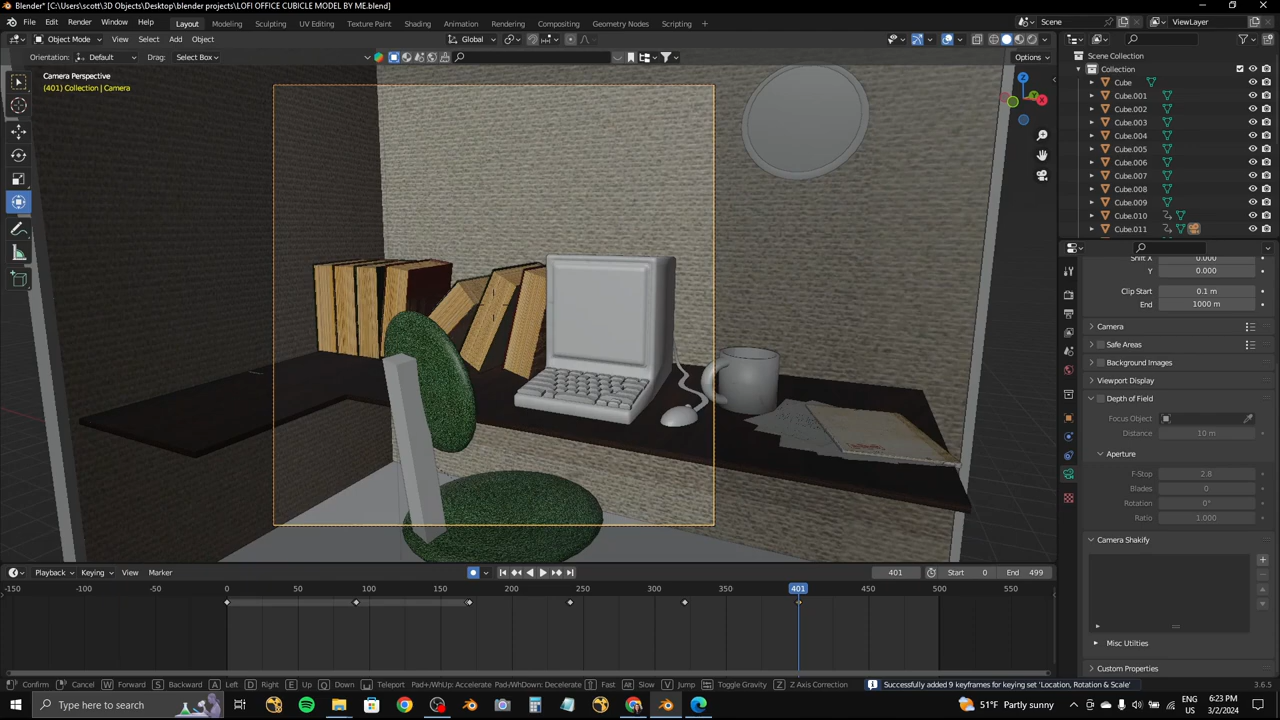 Blender* [C:\Users\scott\3D Objects\Desktop\blender projects\LOFI OFFICE CUBICLE MODEL BY ME.blend]
File Edit Render Window Help Layout Modeling Sculpting UV Editing Texture Paint Shading Animation Rendering Compositing Geometry Nodes Scripting Scene ViewLayer
Object Mode View Select Add Object Global
Orientation: Default Drag: Select Box Options
Camera Perspective
(401) Collection | Camera
Scene Collection
Collection
Cube
Cube.001
Cube.002
Cube.003
Cube.004
Cube.005
Cube.006
Cube.007
Cube.008
Cube.009
Cube.010
Cube.011
X Y Z
Shift X 0.000
Y 0.000
Clip Start 0.1 m
End 1000 m
Camera
Safe Areas
Background Images
Viewport Display
Depth of Field
Focus Object
Distance 10 m
Aperture
F-Stop 2.8
Blades 0
Rotation 0°
Ratio 1.000
Camera Shakify
Misc Utilties
Custom Properties
Playback Keying View Marker 401 Start 0 End 499
-150 -100 -50 0 50 100 150 200 250 300 350 401 450 500 550
Confirm Cancel W Forward S Backward A Left D Right E Up Q Down Teleport Pad+/WhUp: Accelerate Pad-/WhDown: Decelerate Fast Alt Slow V Jump Toggle Gravity Z Z Axis Correction Successfully added 9 keyframes for keying set 'Location, Rotation & Scale' 3.6.5
Type here to search 51°F Partly sunny ENG 6:23 PM
US 3/2/2024